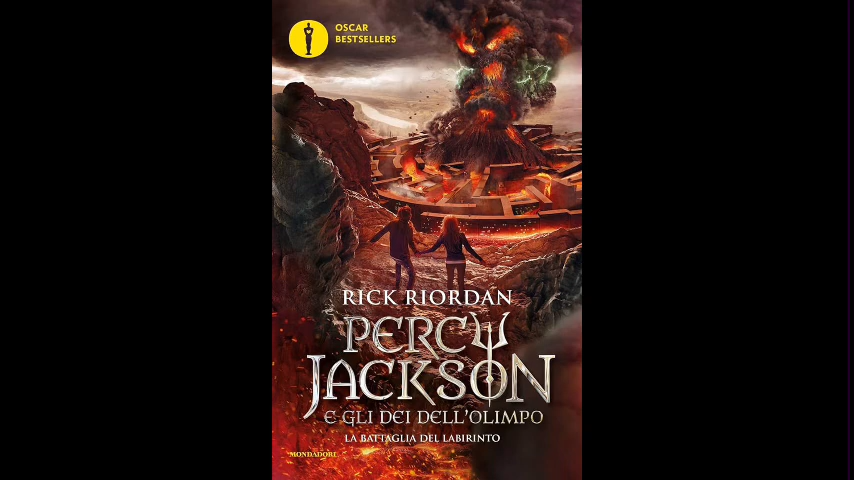 OSCAR
BESTSELLERS
RICK RIORDAN
PERCY
JACKSON
E GLI DEI DELL'OLIMPO
LA BATTAGLIA DEL LABIRINTO
MONDADORI